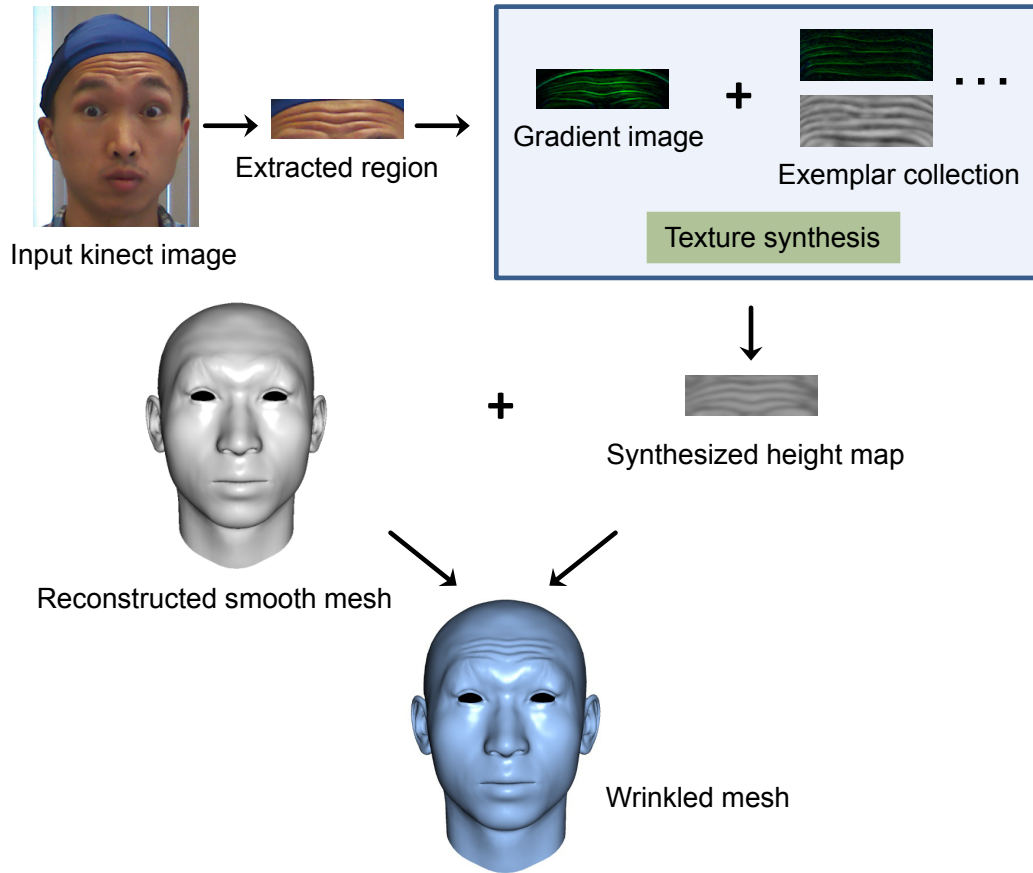 Input kinect image
Extracted region
Gradient image
+
Exemplar collection
...
Texture synthesis
Reconstructed smooth mesh
+
Synthesized height map
Wrinkled mesh